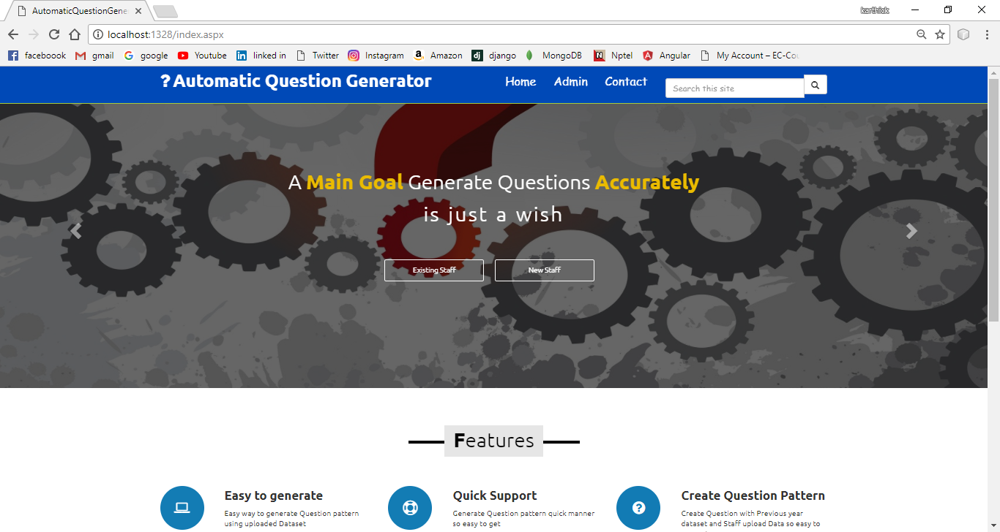 AutomaticQuestionGene
karthick
localhost:1328/index.aspx
faceboook gmail google Youtube linked in Twitter Instagram Amazon dj django MongoDB Nptel Angular My Account – EC-Cou
? Automatic Question Generator Home Admin Contact Search this site
A Main Goal Generate Questions Accurately
is just a wish
Existing Staff New Staff
Features
Easy to generate
Easy way to generate Question pattern
using uploaded Dataset
Quick Support
Generate Question pattern quick manner
so easy to get
Create Question Pattern
Create Question with Previous year
dataset and Staff upload Data so easy to